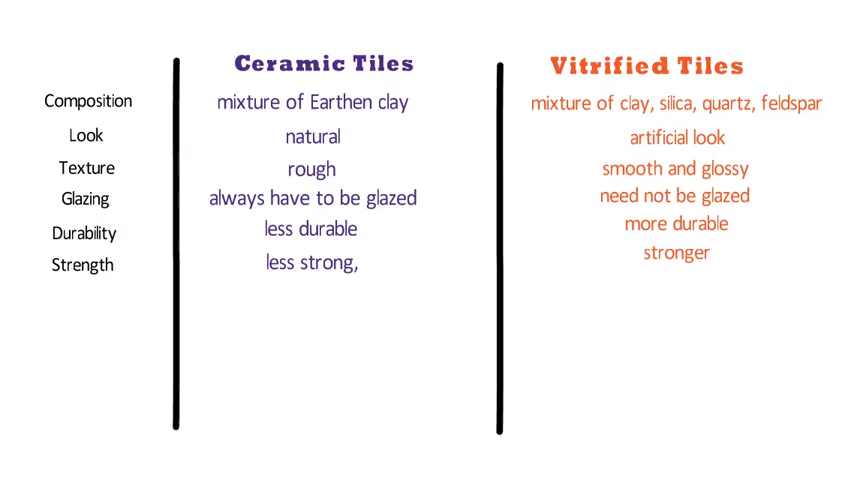 Ceramic Tiles Vitrified Tiles
Composition mixture of Earthen clay mixture of clay, silica, quartz, feldspar
Look natural artificial look
Texture rough smooth and glossy
Glazing always have to be glazed need not be glazed
Durability less durable more durable
Strength less strong, stronger